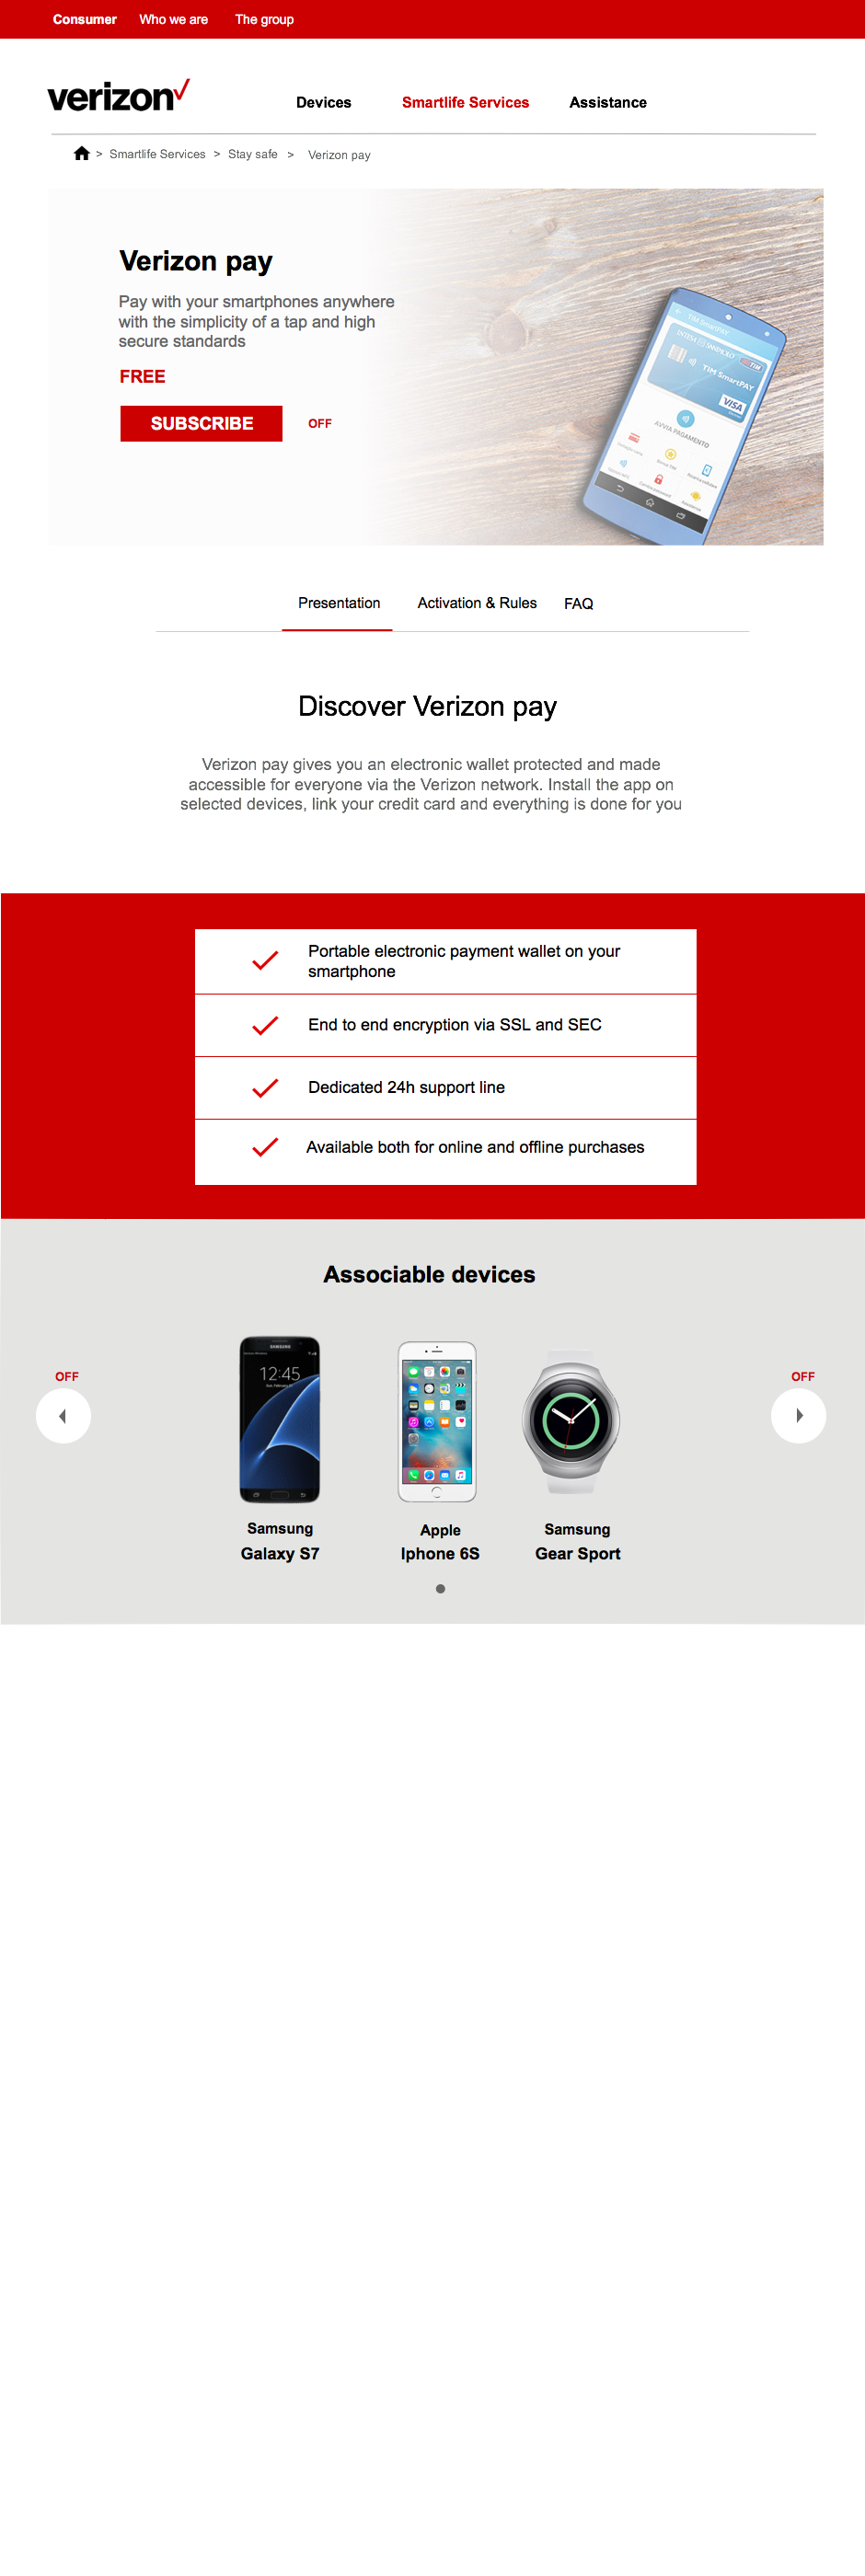 Consumer Who we are The group
verizon
Devices Smartlife Services Assistance
> Smartlife Services > Stay safe > Verizon pay
Verizon pay
Pay with your smartphones anywhere
with the simplicity of a tap and high
secure standards
FREE
SUBSCRIBE OFF
TIM SmartPAY
INTESA SANPAOLO
TIM
TIM SmartPAY
VISA
AVVIA PAGAMENTO
Presentation Activation & Rules FAQ
Discover Verizon pay
Verizon pay gives you an electronic wallet protected and made
accessible for everyone via the Verizon network. Install the app on
selected devices, link your credit card and everything is done for you
Portable electronic payment wallet on your
smartphone
End to end encryption via SSL and SEC
Dedicated 24h support line
Available both for online and offline purchases
Associable devices
OFF OFF
SAMSUNG
12:45
Samsung
Galaxy S7
Apple
Iphone 6S
Samsung
Gear Sport